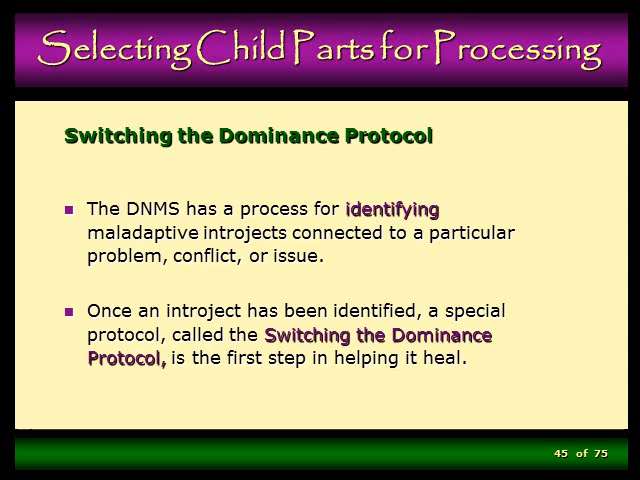 Selecting Child Parts for Processing
Switching the Dominance Protocol
The DNMS has a process for identifying
maladaptive introjects connected to a particular
problem, conflict, or issue.
Once an introject has been identified, a special
protocol, called the Switching the Dominance
Protocol, is the first step in helping it heal.
45 of 75